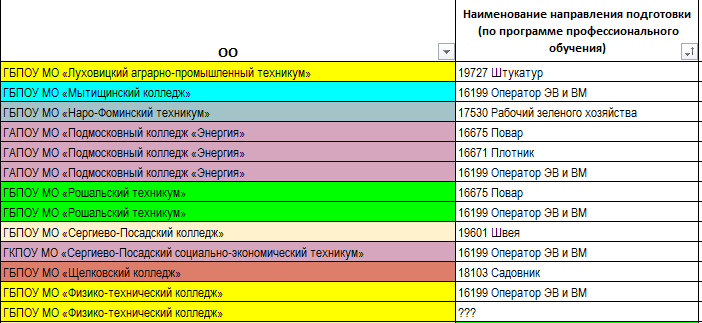 ОО
Наименование направления подготовки
(по программе профессионального
обучения)
ГБПОУ МО «Луховицкий аграрно-промышленный техникум» 19727 Штукатур
ГБПОУ МО «Мытищинский колледж» 16199 Оператор ЭВ и ВМ
ГБПОУ МО «Наро-Фоминский техникум» 17530 Рабочий зеленого хозяйства
ГАПОУ МО «Подмосковный колледж «Энергия» 16675 Повар
ГАПОУ МО «Подмосковный колледж «Энергия» 16671 Плотник
ГАПОУ МО «Подмосковный колледж «Энергия» 16199 Оператор ЭВ и ВМ
ГБПОУ МО «Рошальский техникум» 16675 Повар
ГБПОУ МО «Рошальский техникум» 16199 Оператор ЭВ и ВМ
ГБПОУ МО «Сергиево-Посадский колледж» 19601 Швея
ГКПОУ МО «Сергиево-Посадский социально-экономический техникум» 16199 Оператор ЭВ и ВМ
ГБПОУ МО «Щелковский колледж» 18103 Садовник
ГБПОУ МО «Физико-технический колледж» 16199 Оператор ЭВ и ВМ
ГБПОУ МО «Физико-технический колледж» ???